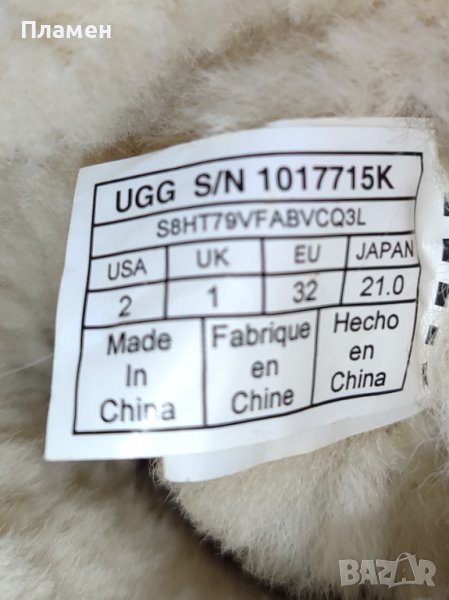 Пламен
UGG S/N 1017715K
S8HT79VFABVCQ3L
USA UK EU JAPAN
2 1 32 21.0
Made In China
Fabrique en Chine
Hecho en China
BAZAR